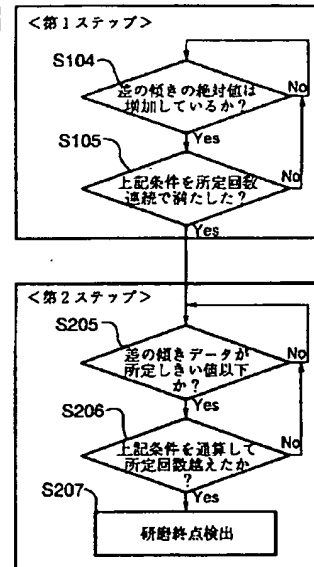 <第1ステップ>
S104
差の傾きの絶対値は
増加しているか?
No
Yes
S105
上記条件を所定回数
連続で満たした?
No
Yes
<第2ステップ>
S205
差の傾きデータが
所定しきい値以下
か?
No
Yes
S206
上記条件を通算して
所定回数越えたか
?
No
Yes
S207
研磨終点検出